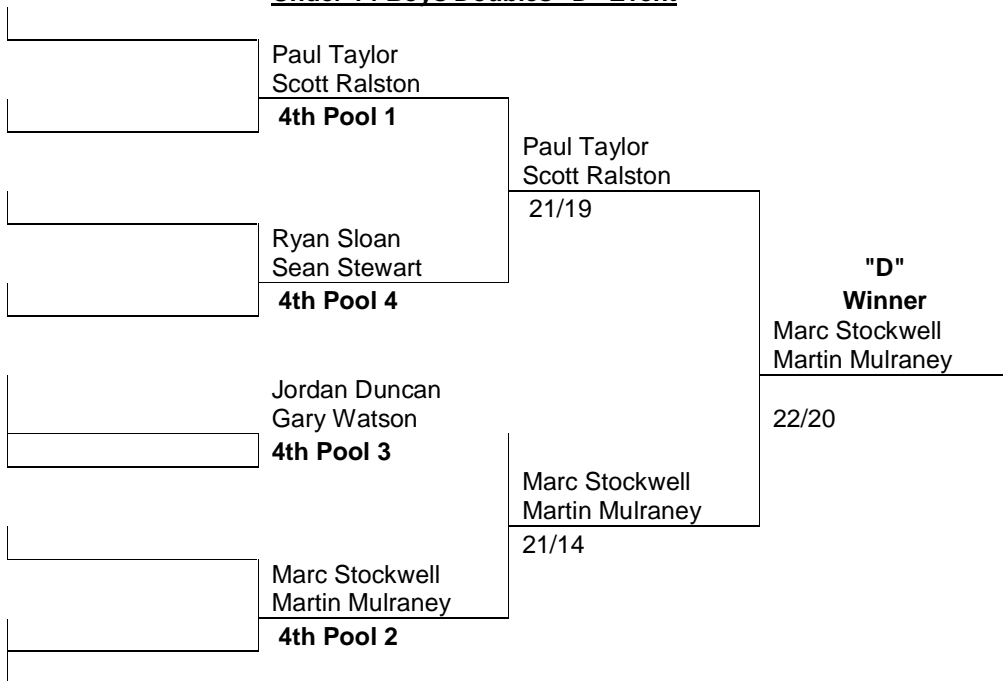 Paul Taylor
Scott Ralston
4th Pool 1
Paul Taylor
Scott Ralston
21/19
Ryan Sloan
Sean Stewart
4th Pool 4
"D"
Winner
Marc Stockwell
Martin Mulraney
22/20
Jordan Duncan
Gary Watson
4th Pool 3
Marc Stockwell
Martin Mulraney
21/14
Marc Stockwell
Martin Mulraney
4th Pool 2